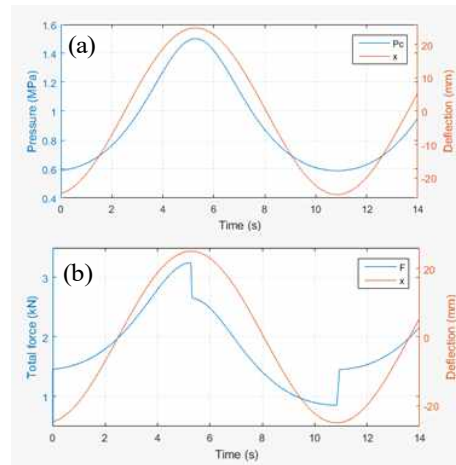 (a)
Pc
x
1.6
1.4
1.2
1
0.8
0.6
0.4
Pressure (MPa)
20
10
0
-10
-20
Deflection (mm)
0 2 4 6 8 10 12 14
Time (s)
(b)
F
x
3
2
1
Total force (kN)
20
10
0
-10
-20
Deflection (mm)
0 2 4 6 8 10 12 14
Time (s)